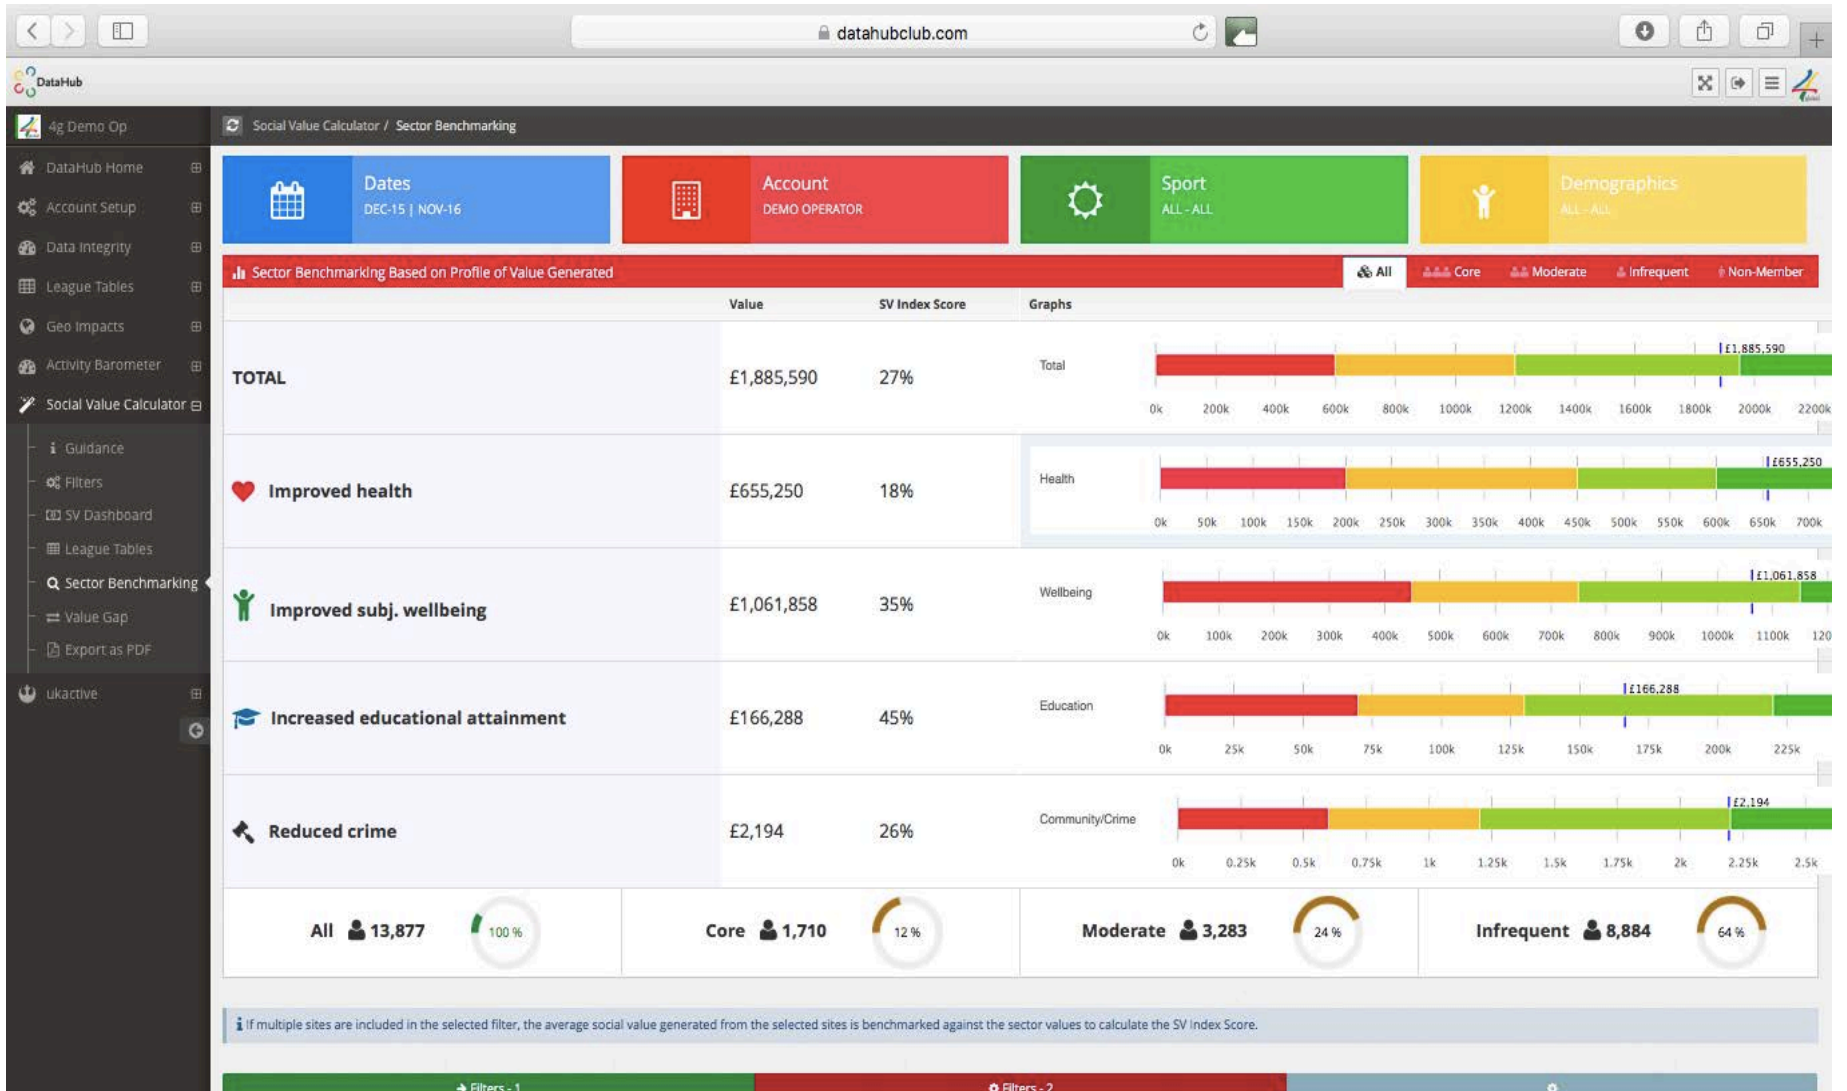 datahubclub.com
DataHub
4g Demo Op
Social Value Calculator / Sector Benchmarking
DataHub Home
Account Setup
Data Integrity
League Tables
Geo Impacts
Activity Barometer
Social Value Calculator
Guidance
Filters
SV Dashboard
League Tables
Sector Benchmarking
Value Gap
Export as PDF
ukactive
Dates
DEC-15 | NOV-16
Account
DEMO OPERATOR
Sport
ALL - ALL
Demographics
ALL - ALL
Sector Benchmarking Based on Profile of Value Generated
All Core Moderate Infrequent Non-Member
Value SV Index Score Graphs
TOTAL £1,885,590 27%
Total
£1,885,590
0k 200k 400k 600k 800k 1000k 1200k 1400k 1600k 1800k 2000k 2200k
Improved health £655,250 18%
Health
£655,250
0k 50k 100k 150k 200k 250k 300k 350k 400k 450k 500k 550k 600k 650k 700k
Improved subj. wellbeing £1,061,858 35%
Wellbeing
£1,061,858
0k 100k 200k 300k 400k 500k 600k 700k 800k 900k 1000k 1100k 120
Increased educational attainment £166,288 45%
Education
£166,288
0k 25k 50k 75k 100k 125k 150k 175k 200k 225k
Reduced crime £2,194 26%
Community/Crime
£2,194
0k 0.25k 0.5k 0.75k 1k 1.25k 1.5k 1.75k 2k 2.25k 2.5k
All 13,877 100 %
Core 1,710 12 %
Moderate 3,283 24 %
Infrequent 8,884 64 %
If multiple sites are included in the selected filter, the average social value generated from the selected sites is benchmarked against the sector values to calculate the SV Index Score.
Filters - 1
Filters - 2